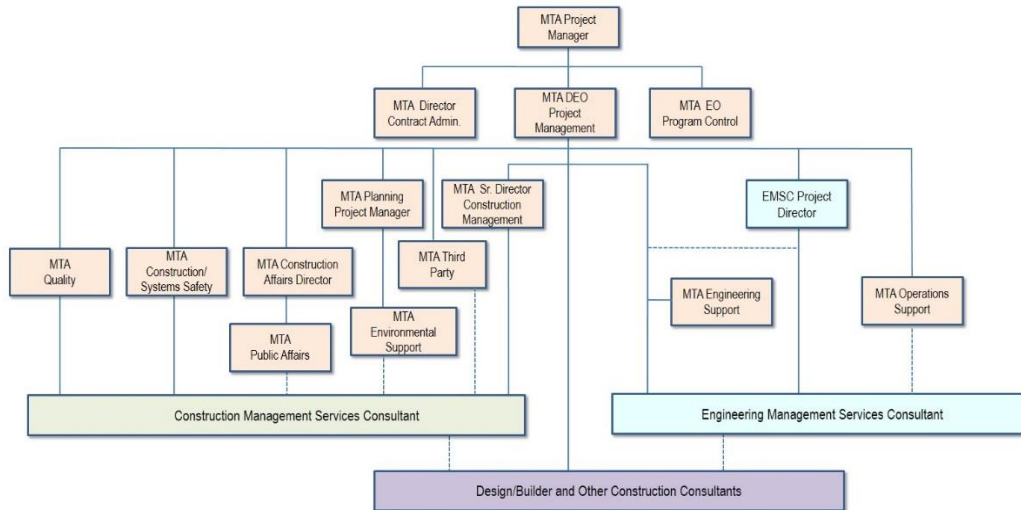 MTA Project
Manager
MTA Director
Contract Admin.
MTA DEO
Project
Management
MTA EO
Program Control
MTA Planning
Project Manager
MTA Sr. Director
Construction
Management
EMSC Project
Director
MTA
Quality
MTA
Construction/
Systems Safety
MTA Construction
Affairs Director
MTA Third
Party
MTA Engineering
Support
MTA Operations
Support
MTA
Public Affairs
MTA
Environmental
Support
Construction Management Services Consultant
Engineering Management Services Consultant
Design/Builder and Other Construction Consultants